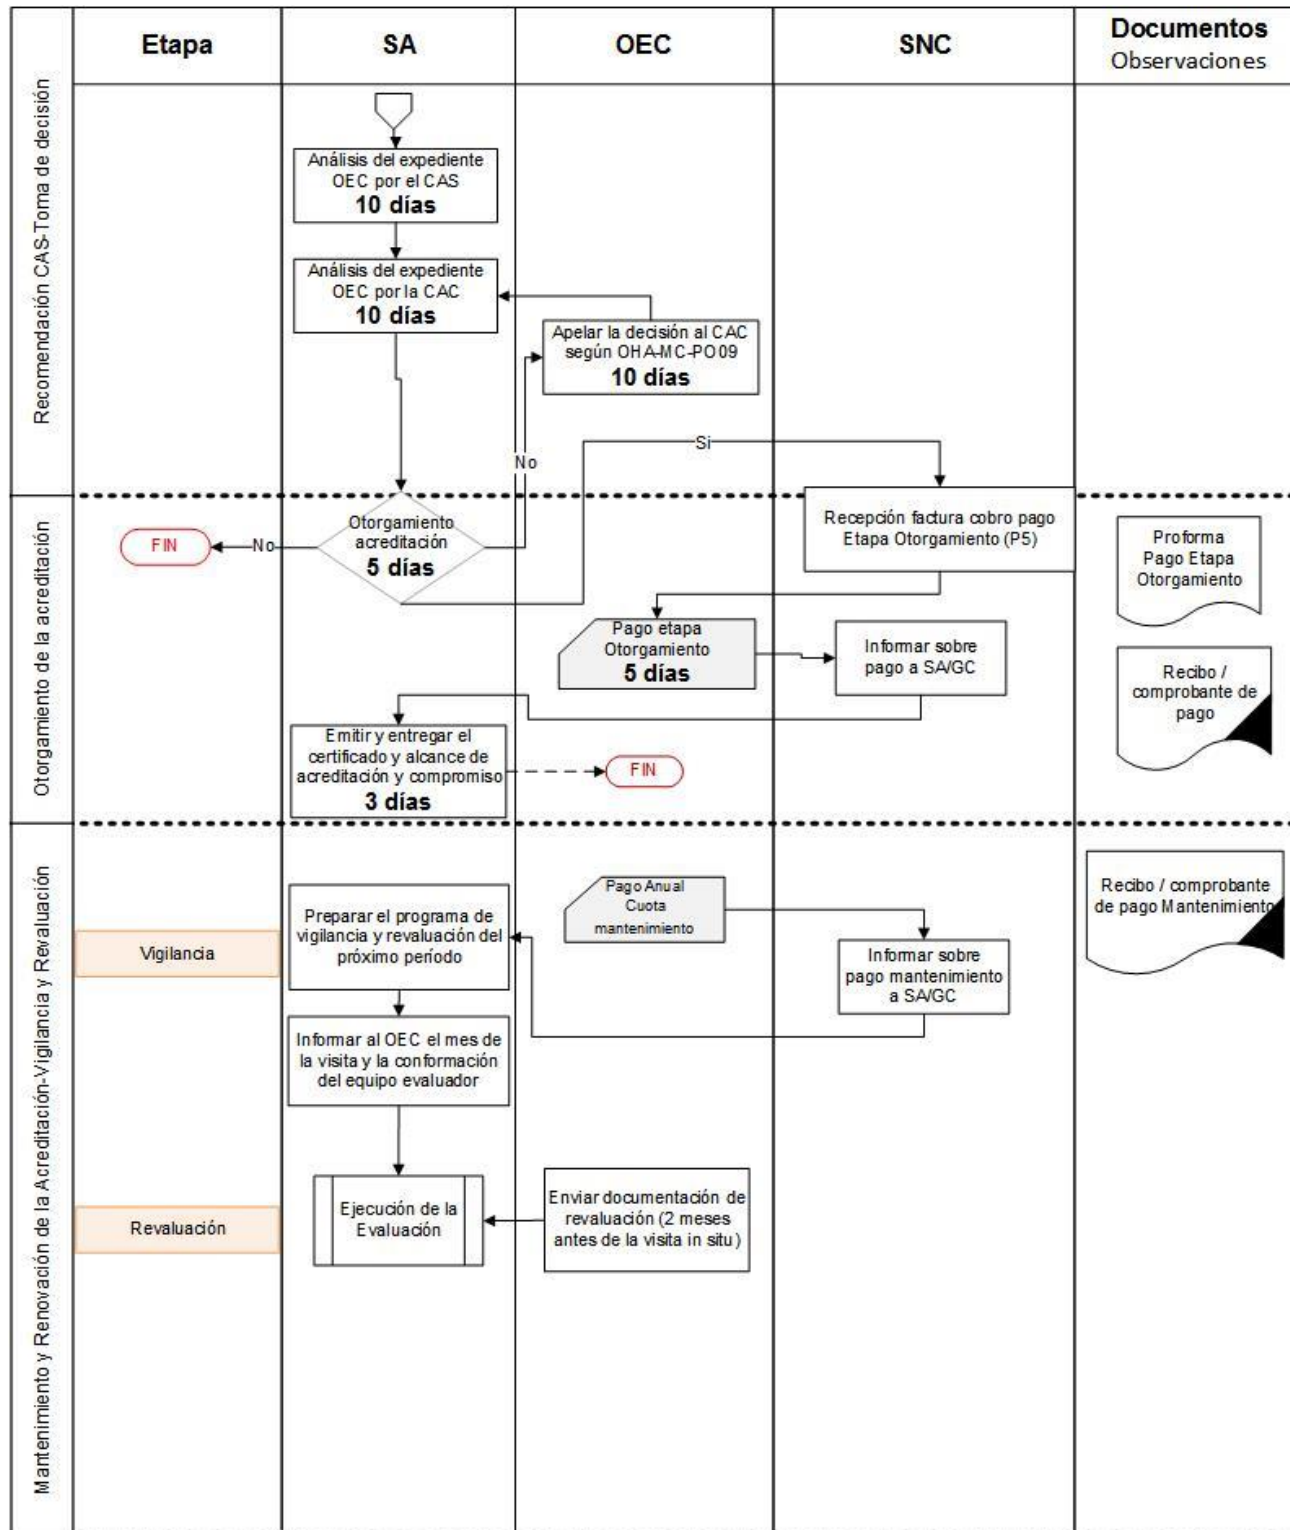 Etapa
SA
OEC
SNC
Documentos
Observaciones
Recomendación CAS-Toma de decisión
Análisis del expediente
OEC por el CAS
10 días
Análisis del expediente
OEC por la CAC
10 días
Apelar la decisión al CAC
según OHA-MC-PO09
10 días
Si
No
Otorgamiento de la acreditación
FIN
No
Otorgamiento
acreditación
5 días
Recepción factura cobro pago
Etapa Otorgamiento (P5)
Proforma
Pago Etapa
Otorgamiento
Pago etapa
Otorgamiento
5 días
Informar sobre
pago a SA/GC
Recibo /
comprobante de
pago
Emitir y entregar el
certificado y alcance de
acreditación y compromiso
3 días
FIN
Mantenimiento y Renovación de la Acreditación-Vigilancia y Revaluación
Vigilancia
Preparar el programa de
vigilancia y revaluación del
próximo período
Pago Anual
Cuota
mantenimiento
Informar sobre
pago mantenimiento
a SA/GC
Recibo / comprobante
de pago Mantenimiento
Informar al OEC el mes de
la visita y la conformación
del equipo evaluador
Revaluación
Ejecución de la
Evaluación
Enviar documentación de
revaluación (2 meses
antes de la visita in situ)